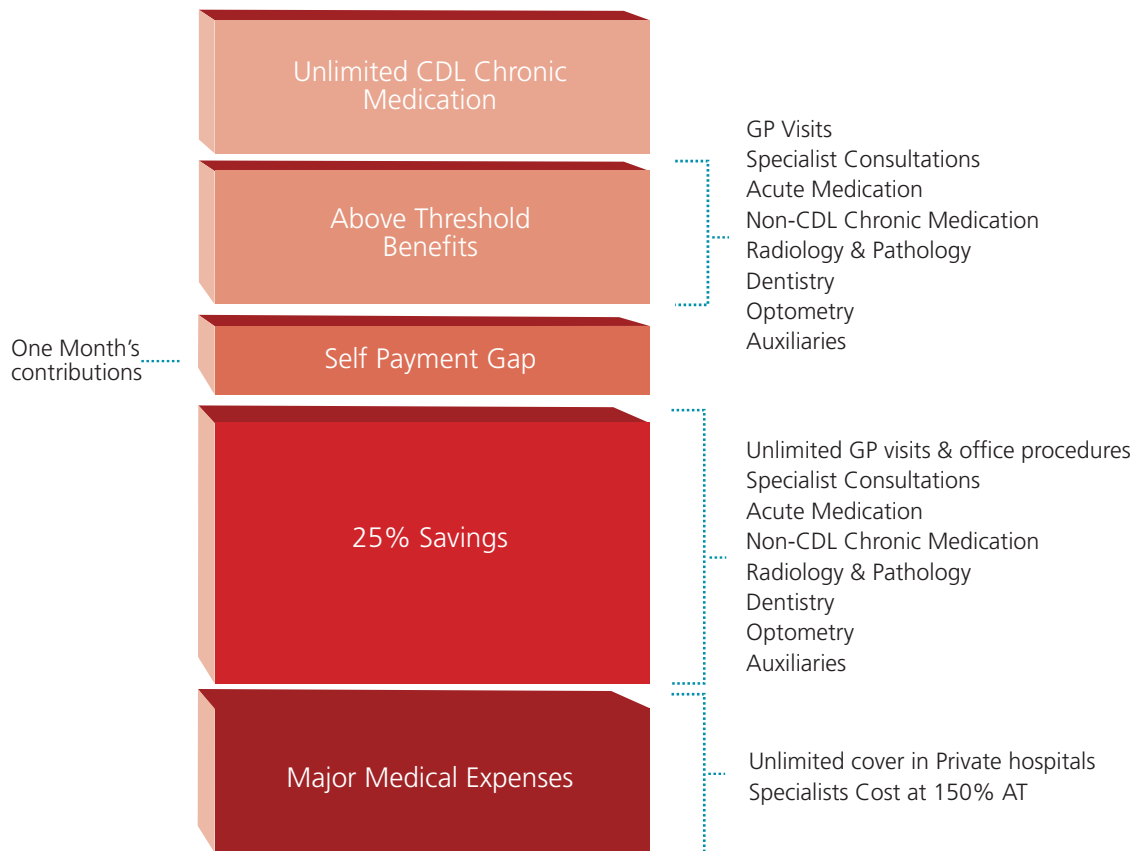 Unlimited CDL Chronic
Medication
Above Threshold
Benefits
GP Visits
Specialist Consultations
Acute Medication
Non-CDL Chronic Medication
Radiology & Pathology
Dentistry
Optometry
Auxiliaries
One Month's
contributions
Self Payment Gap
25% Savings
Unlimited GP visits & office procedures
Specialist Consultations
Acute Medication
Non-CDL Chronic Medication
Radiology & Pathology
Dentistry
Optometry
Auxiliaries
Major Medical Expenses
Unlimited cover in Private hospitals
Specialists Cost at 150% AT